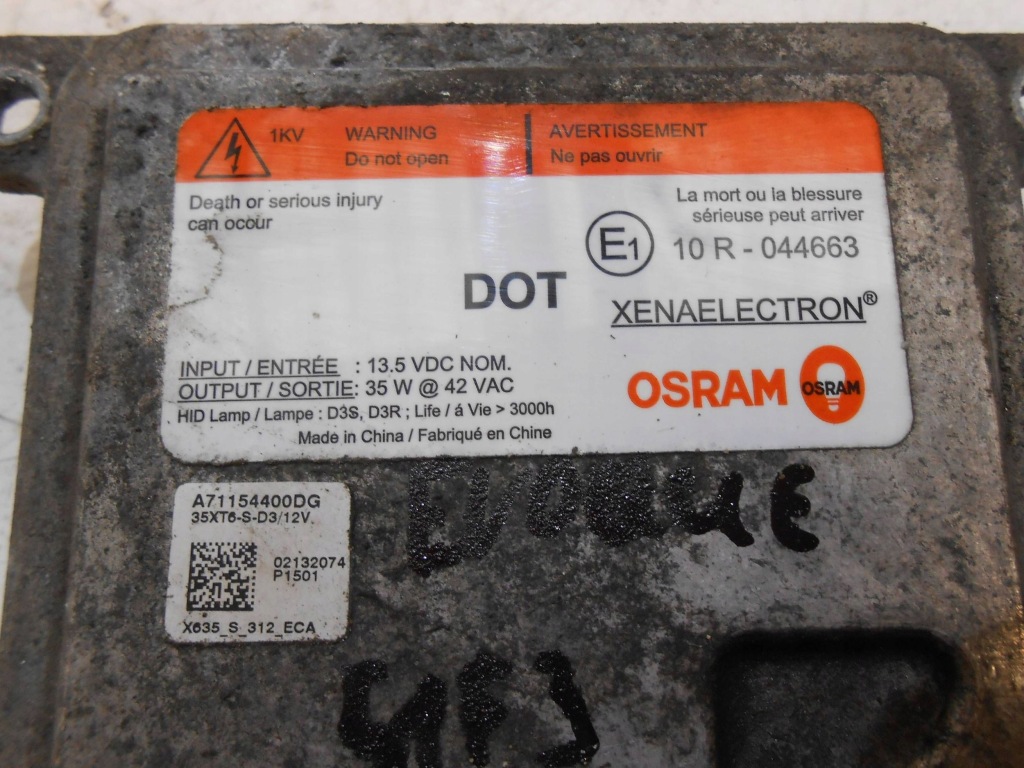 1KV
WARNING
Do not open
AVERTISSEMENT
Ne pas ouvrir
Death or serious injury
can occur
La mort ou la blessure
sérieuse peut arriver
E1
10 R - 044663
DOT
XENAELECTRON®
INPUT / ENTRÉE : 13.5 VDC NOM.
OUTPUT / SORTIE: 35 W @ 42 VAC
HID Lamp / Lampe : D3S, D3R ; Life / á Vie > 3000h
Made in China / Fabriqué en Chine
OSRAM
OSRAM
A71154400DG
35XT6-S-D3/12V.
02132074
P1501
X635_S_312_ECA
EVOQUE